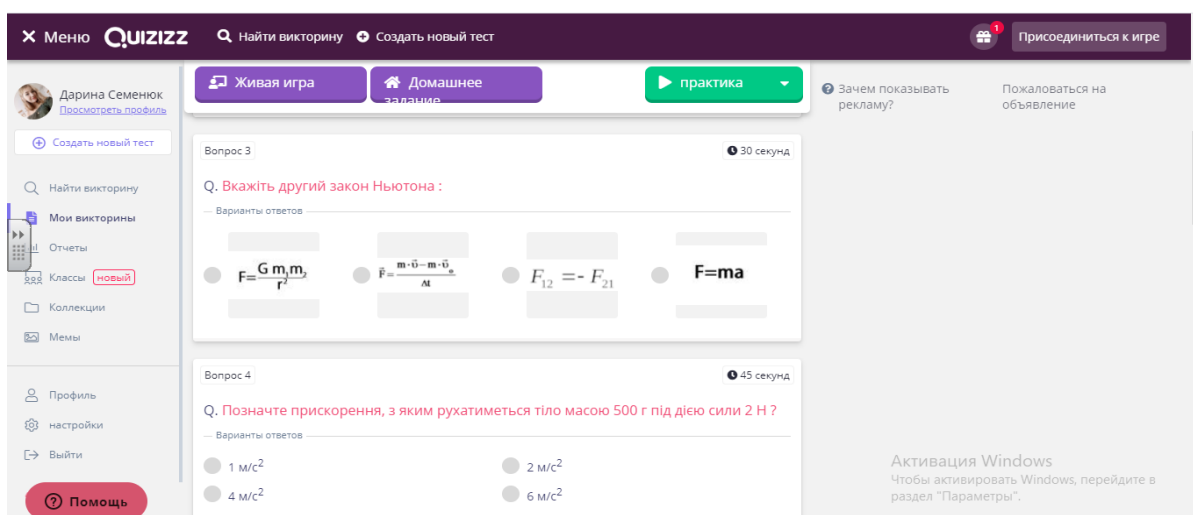 ✕ Меню QUIZIZZ Найти викторину Создать новый тест 1 Присоединиться к игре
Дарина Семенюк
Просмотреть профиль
Создать новый тест
Найти викторину
Мои викторины
Отчеты
Классы новый
Коллекции
Мемы
Профиль
настройки
Выйти
Помощь
Живая игра Домашнее задание практика
Зачем показывать рекламу?
Пожаловаться на объявление
Вопрос 3 30 секунд
Q. Вкажіть другий закон Ньютона :
Варианты ответов
F=G m₁m₂/r² F⃗=m·ʋ⃗–m·ʋ⃗₀/Δt F₁₂ =- F₂₁ F=ma
Вопрос 4 45 секунд
Q. Позначте прискорення, з яким рухатиметься тіло масою 500 г під дією сили 2 Н ?
Варианты ответов
1 м/с² 2 м/с²
4 м/с² 6 м/с²
Активация Windows
Чтобы активировать Windows, перейдите в
раздел "Параметры".